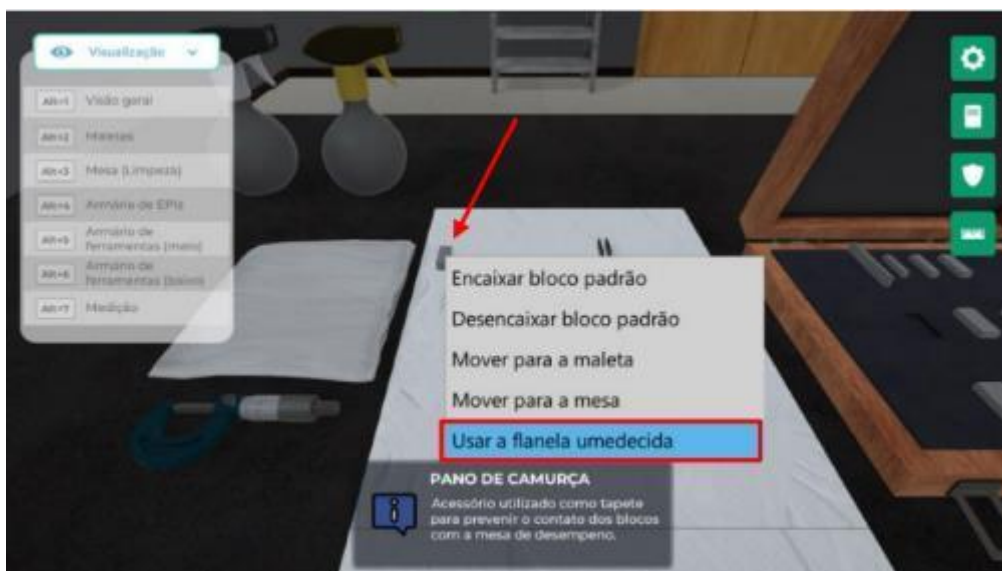 Visualização
Alt+1 Visão geral
Alt+2 Maletas
Alt+3 Mesa (Limpeza)
Alt+4 Armário de EPIs
Alt+5 Armário de
ferramentas (meio)
Alt+6 Armário de
ferramentas (baixo)
Alt+7 Medição
Encaixar bloco padrão
Desencaixar bloco padrão
Mover para a maleta
Mover para a mesa
Usar a flanela umedecida
PANO DE CAMURÇA
Acessório utilizado como tapete
para prevenir o contato dos blocos
com a mesa de desempeno.